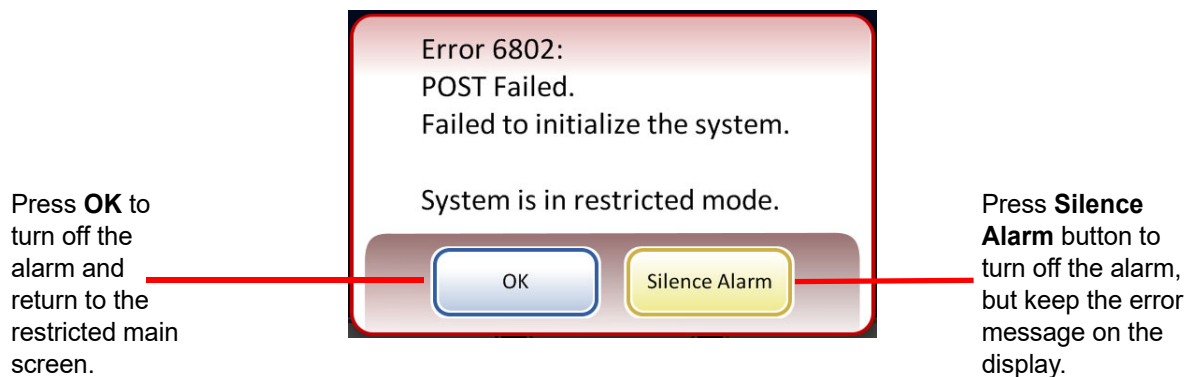 Error 6802:
POST Failed.
Failed to initialize the system.
System is in restricted mode.
Press OK to
turn off the
alarm and
return to the
restricted main
screen.
OK
Silence Alarm
Press Silence
Alarm button to
turn off the alarm,
but keep the error
message on the
display.